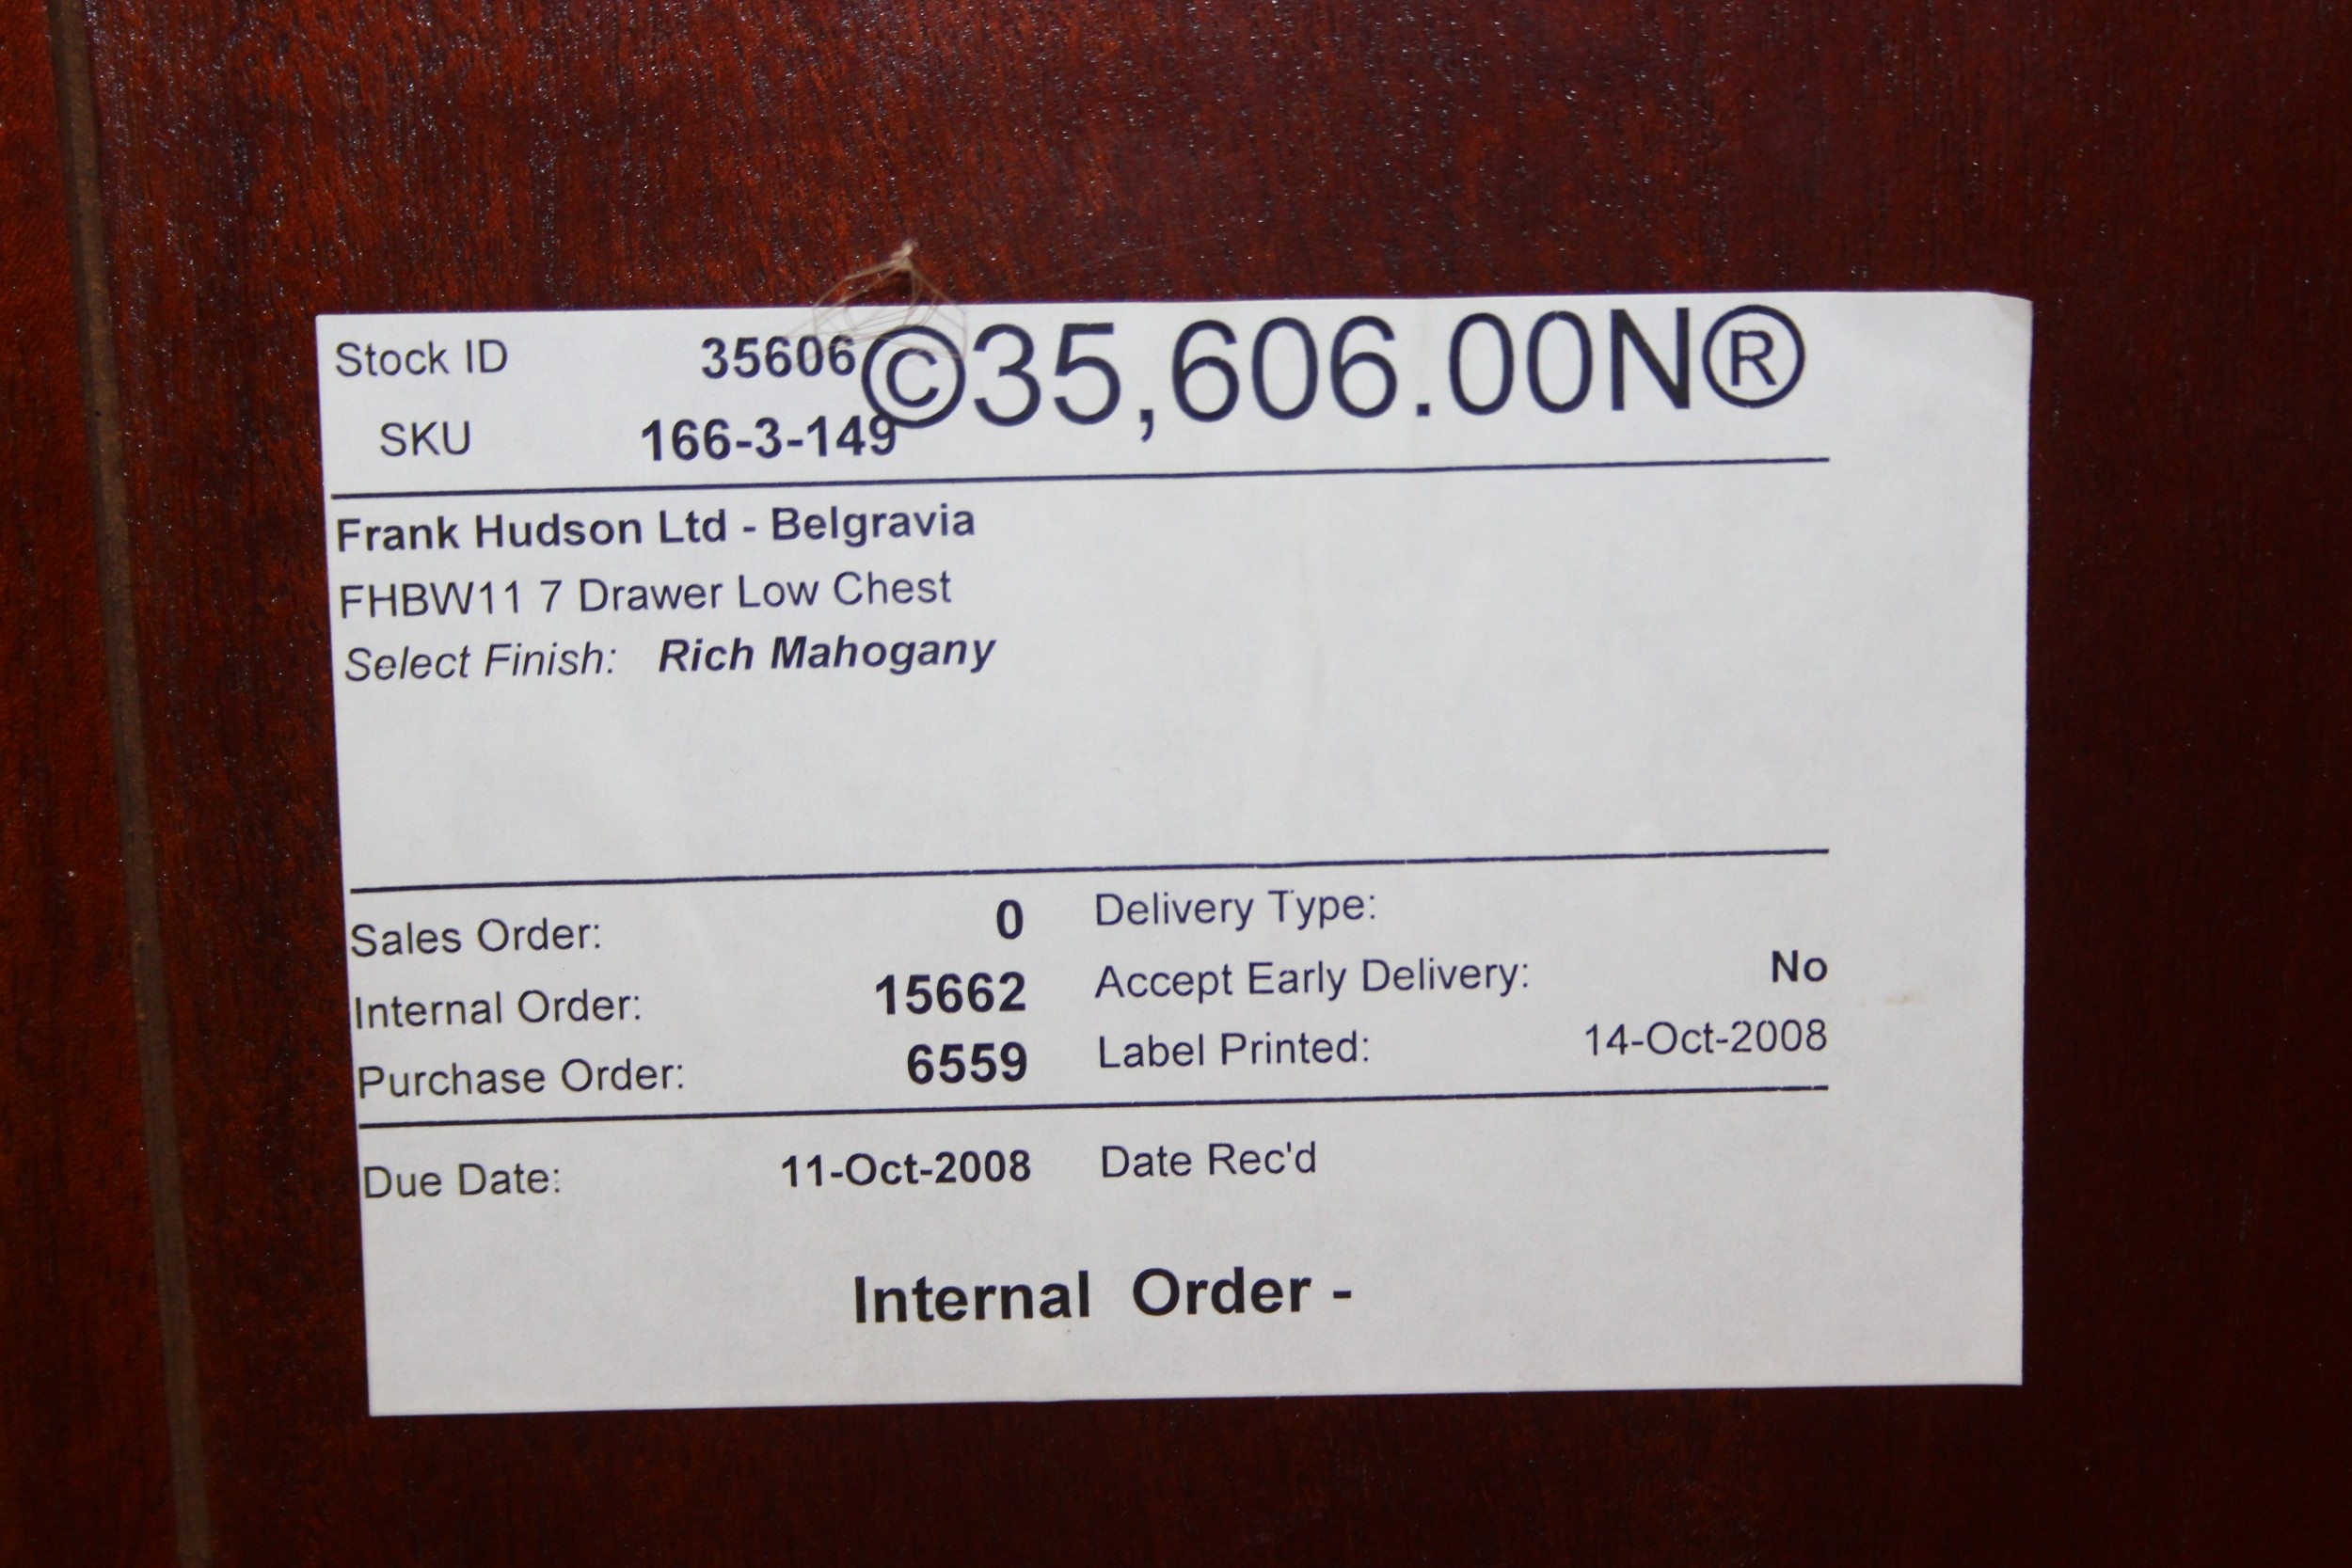 Stock ID 35606 ©35,606.00N®
SKU 166-3-149
Frank Hudson Ltd - Belgravia
FHBW11 7 Drawer Low Chest
Select Finish: Rich Mahogany
Sales Order: 0 Delivery Type:
Internal Order: 15662 Accept Early Delivery: No
Purchase Order: 6559 Label Printed: 14-Oct-2008
Due Date: 11-Oct-2008 Date Rec'd
Internal Order -